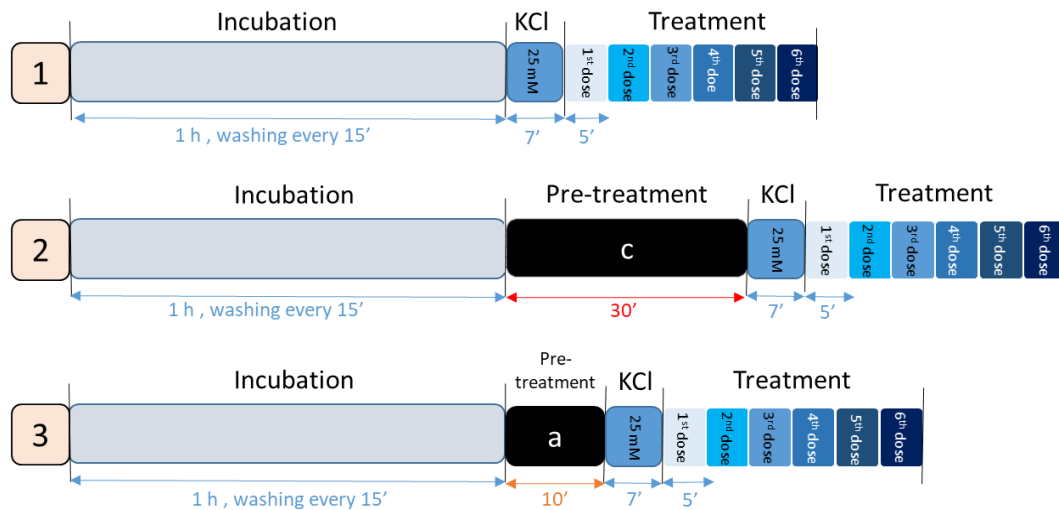 Incubation KCl Treatment
1 25 mM 1st dose 2nd dose 3rd dose 4th doe 5th dose 6th dose
1 h , washing every 15’ 7’ 5’
Incubation Pre-treatment KCl Treatment
2 c 25 mM 1st dose 2nd dose 3rd dose 4th dose 5th dose 6th dose
1 h , washing every 15’ 30’ 7’ 5’
Incubation Pre-
treatment KCl Treatment
3 a 25 mM 1st dose 2nd dose 3rd dose 4th dose 5th dose 6th dose
1 h , washing every 15’ 10’ 7’ 5’